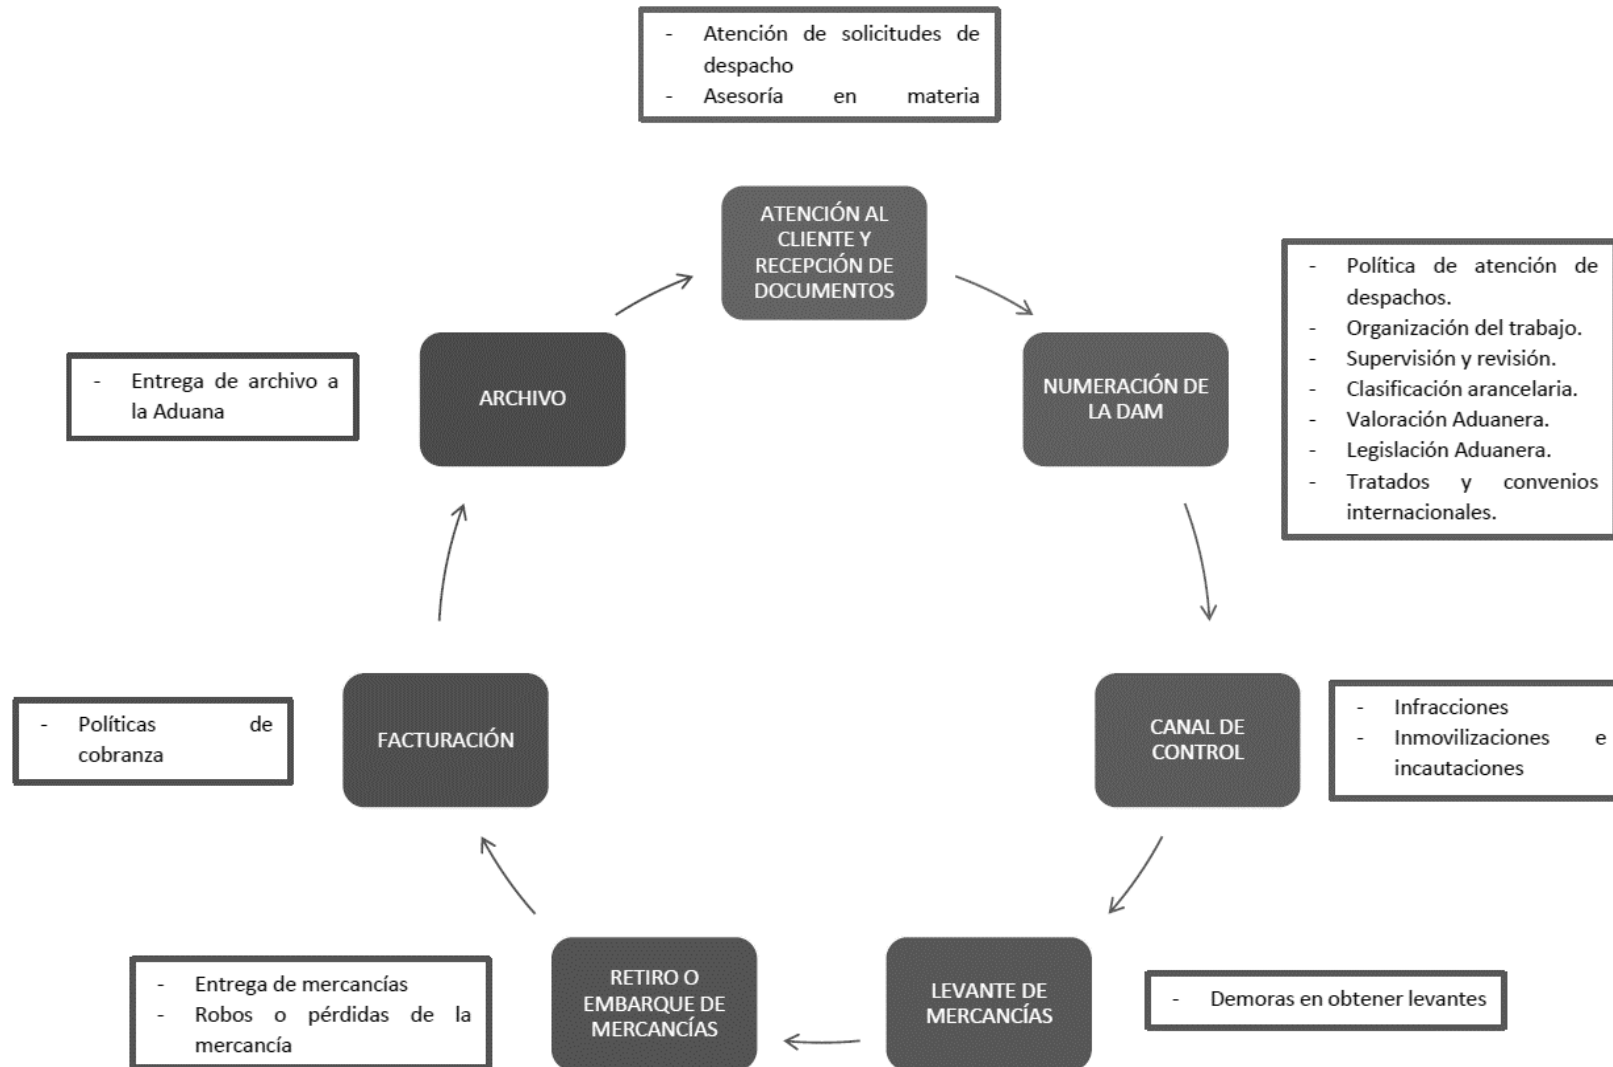 - Atención de solicitudes de
despacho
- Asesoría en materia
ATENCIÓN AL
CLIENTE Y
RECEPCIÓN DE
DOCUMENTOS
- Política de atención de
despachos.
- Organización del trabajo.
- Supervisión y revisión.
- Clasificación arancelaria.
- Valoración Aduanera.
- Legislación Aduanera.
- Tratados y convenios
internacionales.
NUMERACIÓN DE
LA DAM
- Entrega de archivo a
la Aduana
ARCHIVO
CANAL DE
CONTROL
- Infracciones
- Inmovilizaciones e
incautaciones
- Políticas de
cobranza
FACTURACIÓN
LEVANTE DE
MERCANCÍAS
- Demoras en obtener levantes
RETIRO O
EMBARQUE DE
MERCANCÍAS
- Entrega de mercancías
- Robos o pérdidas de la
mercancía